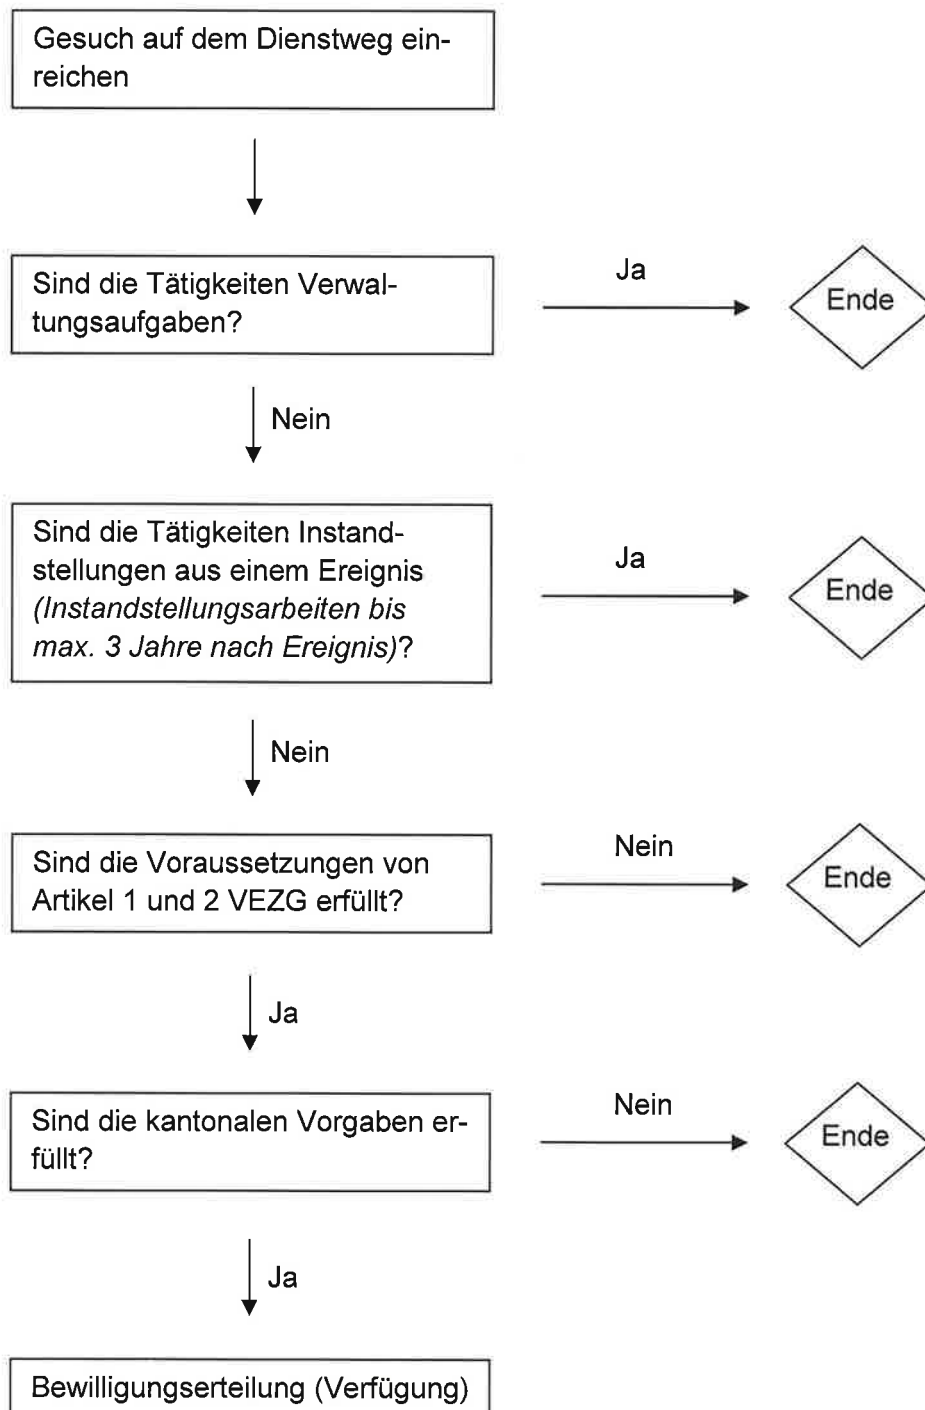 Gesuch auf dem Dienstweg ein-
reichen
Sind die Tätigkeiten Verwal-
tungsaufgaben?
Ja
Ende
Nein
Sind die Tätigkeiten Instand-
stellungen aus einem Ereignis
(Instandstellungsarbeiten bis
max. 3 Jahre nach Ereignis)?
Ja
Ende
Nein
Sind die Voraussetzungen von
Artikel 1 und 2 VEZG erfüllt?
Nein
Ende
Ja
Sind die kantonalen Vorgaben er-
füllt?
Nein
Ende
Ja
Bewilligungserteilung (Verfügung)